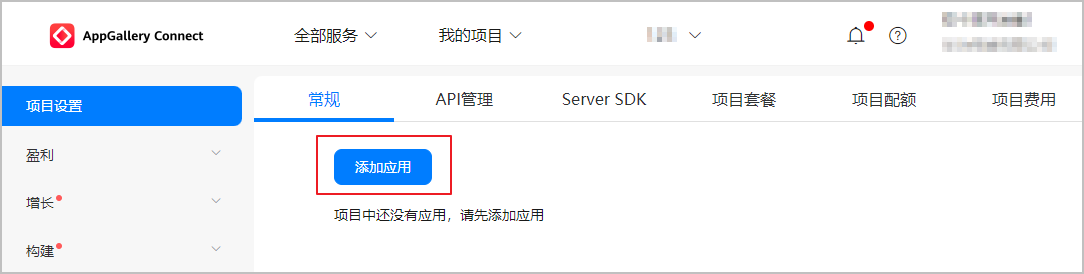 AppGallery Connect 全部服务 我的项目
项目设置 常规 API管理 Server SDK 项目套餐 项目配额 项目费用
盈利 添加应用
增长 项目中还没有应用，请先添加应用
构建